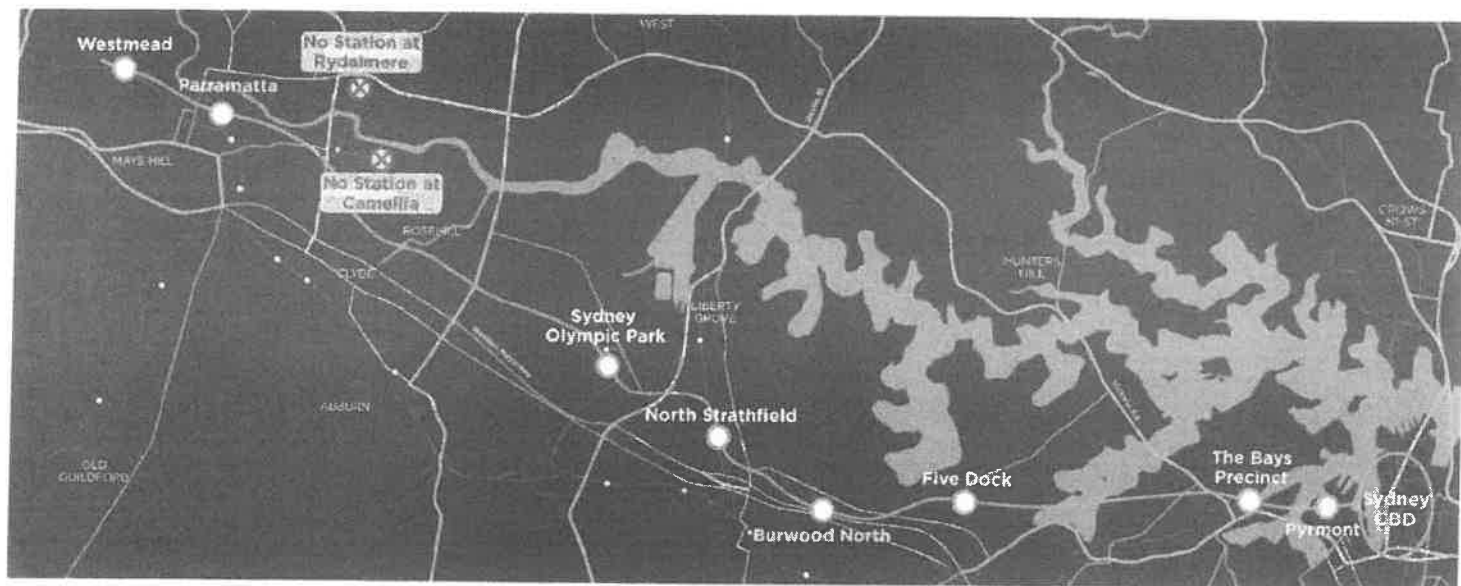 WEST
Westmead
No Station at
Rydalmere
Parramatta
MAYS HILL
No Station at
Camellia
ROSEHILL
CLYDE
CROWS
NEST
HUNTERS
HILL
LIBERTY
GROVE
Sydney
Olympic Park
AUBURN
North Strathfield
OLD
GUILDFORD
Five Dock
The Bays
Precinct
Sydney
CBD
Pyrmont
Burwood North